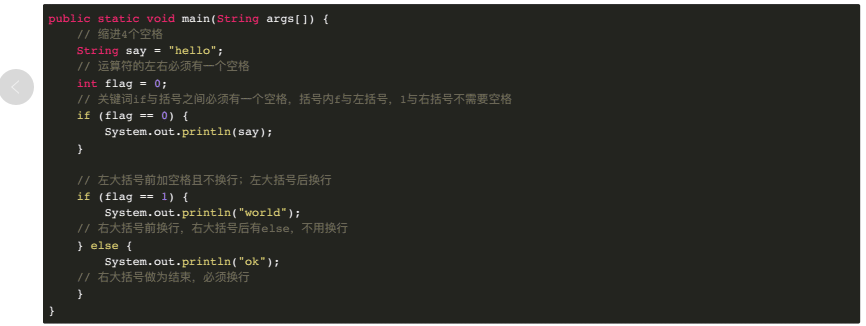 public static void main(String args[]) {
    // 缩进4个空格
    String say = "hello";
    // 运算符的左右必须有一个空格
    int flag = 0;
    // 关键词if与括号之间必须有一个空格，括号内f与左括号，1与右括号不需要空格
    if (flag == 0) {
        System.out.println(say);
    }

    // 左大括号前加空格且不换行；左大括号后换行
    if (flag == 1) {
        System.out.println("world");
    // 右大括号前换行，右大括号后有else，不用换行
    } else {
        System.out.println("ok");
    // 右大括号做为结束，必须换行
    }
}